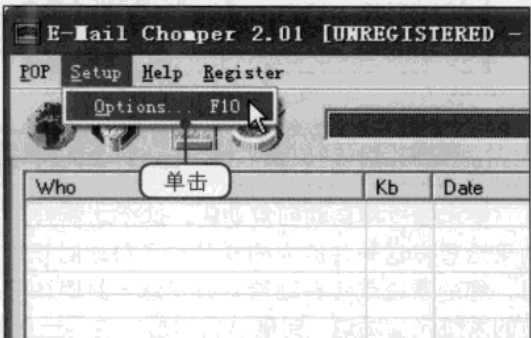 E-Mail Chomper 2.01 [UNREGISTERED -
POP Setup Help Register
Options... F10
单击
Who Kb Date